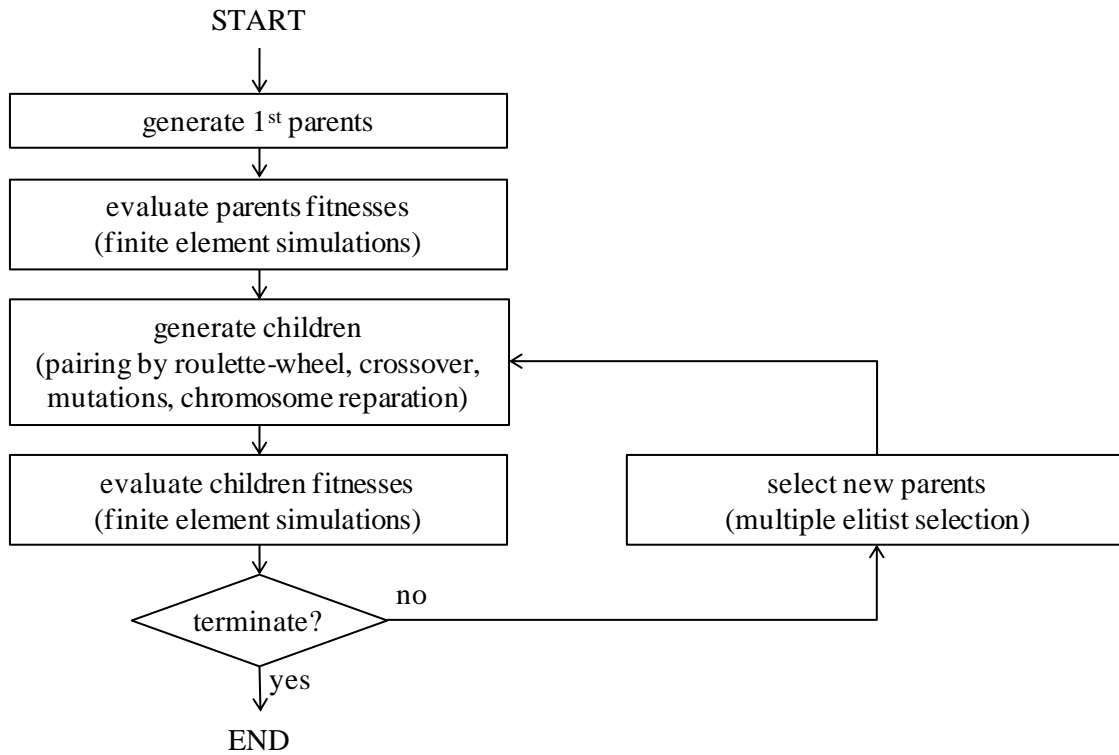 START
generate 1st parents
evaluate parents fitnesses
(finite element simulations)
generate children
(pairing by roulette-wheel, crossover,
mutations, chromosome reparation)
evaluate children fitnesses
(finite element simulations)
select new parents
(multiple elitist selection)
terminate?
no
yes
END